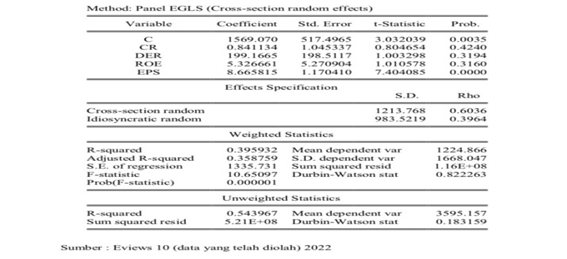 Method: Panel EGLS (Cross-section random effects)
Variable Coefficient Std. Error t-Statistic Prob.
C 1569.070 517.4965 3.032039 0.0035
CR 0.841134 1.045337 0.804654 0.4240
DER 199.1665 198.5117 1.003298 0.3194
ROE 5.326661 5.270904 1.010578 0.3160
EPS 8.665815 1.170410 7.404085 0.0000
Effects Specification
S.D. Rho
Cross-section random 1213.768 0.6036
Idiosyncratic random 983.5219 0.3964
Weighted Statistics
R-squared 0.395932 Mean dependent var 1224.866
Adjusted R-squared 0.358759 S.D. dependent var 1668.047
S.E. of regression 1335.731 Sum squared resid 1.16E+08
F-statistic 10.65097 Durbin-Watson stat 0.822263
Prob(F-statistic) 0.000001
Unweighted Statistics
R-squared 0.543967 Mean dependent var 3595.157
Sum squared resid 5.21E+08 Durbin-Watson stat 0.183159
Sumber : Eviews 10 (data yang telah diolah) 2022